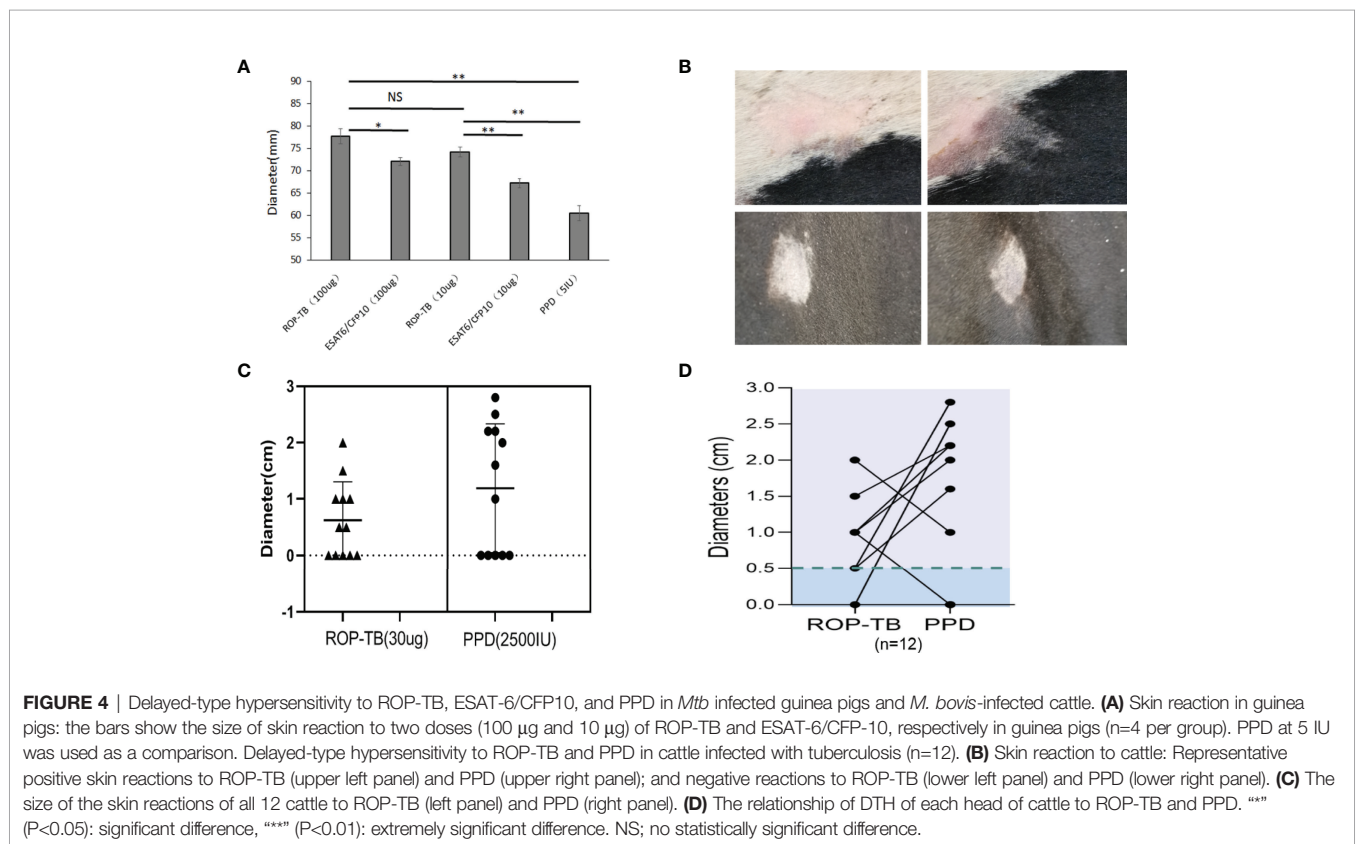 A
**
NS
**
*
**
90
85
80
75
70
65
60
55
50
Diameter(mm)
ROP-TB (100ug)
ESAT6/CFP10 (100ug)
ROP-TB (10ug)
ESAT6/CFP10 (10ug)
PPD (5IU)
B
C
3
2
1
0
-1
Diameter(cm)
ROP-TB(30ug)
PPD(2500IU)
D
3.0
2.5
2.0
1.5
1.0
0.5
0.0
Diameters (cm)
ROP-TB PPD
(n=12)
FIGURE 4 | Delayed-type hypersensitivity to ROP-TB, ESAT-6/CFP10, and PPD in Mtb infected guinea pigs and M. bovis-infected cattle. (A) Skin reaction in guinea
pigs: the bars show the size of skin reaction to two doses (100 μg and 10 μg) of ROP-TB and ESAT-6/CFP-10, respectively in guinea pigs (n=4 per group). PPD at 5 IU
was used as a comparison. Delayed-type hypersensitivity to ROP-TB and PPD in cattle infected with tuberculosis (n=12). (B) Skin reaction to cattle: Representative
positive skin reactions to ROP-TB (upper left panel) and PPD (upper right panel); and negative reactions to ROP-TB (lower left panel) and PPD (lower right panel). (C) The
size of the skin reactions of all 12 cattle to ROP-TB (left panel) and PPD (right panel). (D) The relationship of DTH of each head of cattle to ROP-TB and PPD. “*”
(P<0.05): significant difference, “**” (P<0.01): extremely significant difference. NS; no statistically significant difference.